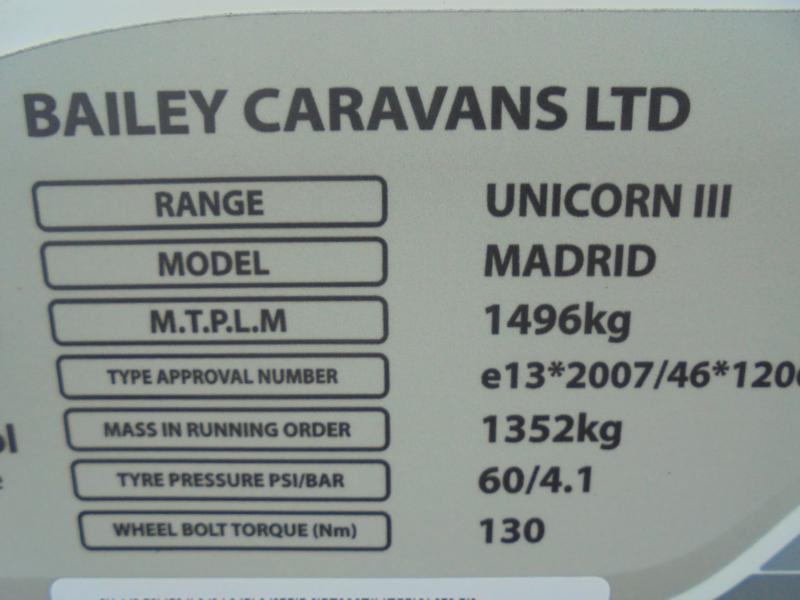 BAILEY CARAVANS LTD
RANGE UNICORN III
MODEL MADRID
M.T.P.L.M 1496kg
TYPE APPROVAL NUMBER e13*2007/46*120
MASS IN RUNNING ORDER 1352kg
TYRE PRESSURE PSI/BAR 60/4.1
WHEEL BOLT TORQUE (Nm) 130